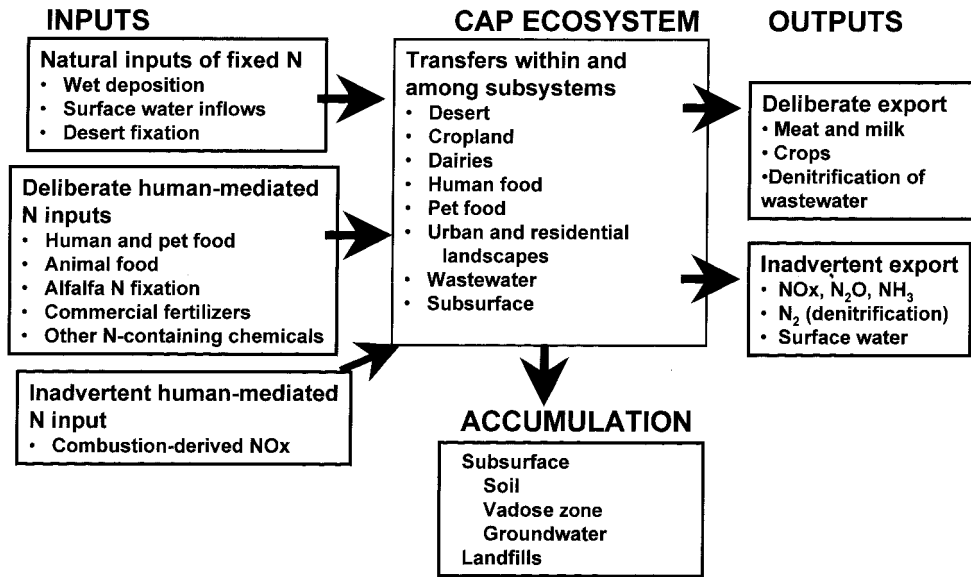 INPUTS
Natural inputs of fixed N
• Wet deposition
• Surface water inflows
• Desert fixation
Deliberate human-mediated
N inputs
• Human and pet food
• Animal food
• Alfalfa N fixation
• Commercial fertilizers
• Other N-containing chemicals
Inadvertent human-mediated
N input
• Combustion-derived NOx
CAP ECOSYSTEM
Transfers within and
among subsystems
• Desert
• Cropland
• Dairies
• Human food
• Pet food
• Urban and residential
landscapes
• Wastewater
• Subsurface
ACCUMULATION
Subsurface
Soil
Vadose zone
Groundwater
Landfills
OUTPUTS
Deliberate export
• Meat and milk
• Crops
•Denitrification of
wastewater
Inadvertent export
• NOx, N₂O, NH₃
• N₂ (denitrification)
• Surface water